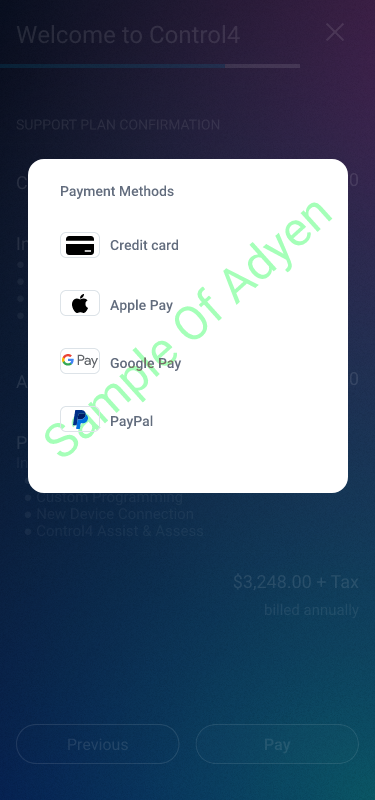 Welcome to Control4
SUPPORT PLAN CONFIRMATION
C
0
Payment Methods
In
Credit card
Apple Pay
G Pay
Google Pay
A
0
PayPal
P
In
Sample Of Adyen
Custom Programming
New Device Connection
Control4 Assist & Assess
$3,248.00 + Tax
billed annually
Previous
Pay